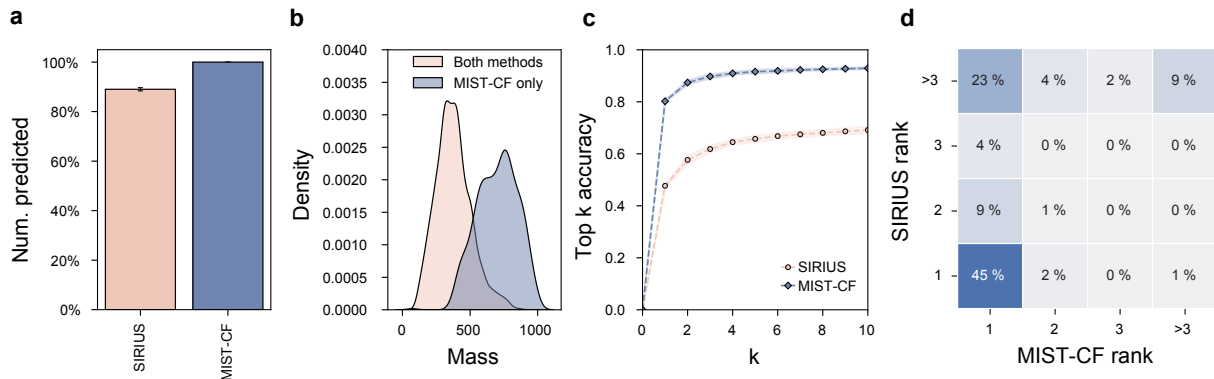 a
Num. predicted
100%
80%
60%
40%
20%
0%
SIRIUS
MIST-CF
b
Density
0.0040
0.0035
0.0030
0.0025
0.0020
0.0015
0.0010
0.0005
0.0000
Both methods
MIST-CF only
0 500 1000
Mass
c
Top k accuracy
1.0
0.8
0.6
0.4
0.2
0.0
SIRIUS
MIST-CF
0 2 4 6 8 10
k
d
SIRIUS rank
>3 23 % 4 % 2 % 9 %
3 4 % 0 % 0 % 0 %
2 9 % 1 % 0 % 0 %
1 45 % 2 % 0 % 1 %
1 2 3 >3
MIST-CF rank